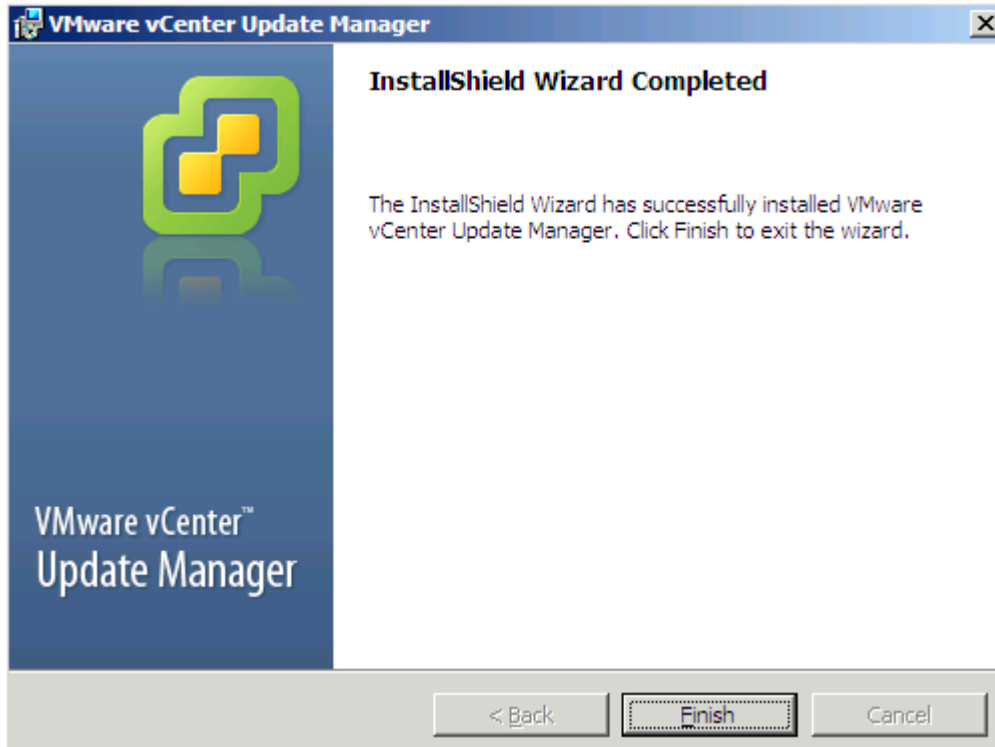 VMware vCenter Update Manager
InstallShield Wizard Completed
The InstallShield Wizard has successfully installed VMware
vCenter Update Manager. Click Finish to exit the wizard.
VMware vCenter™
Update Manager
< Back
Finish
Cancel